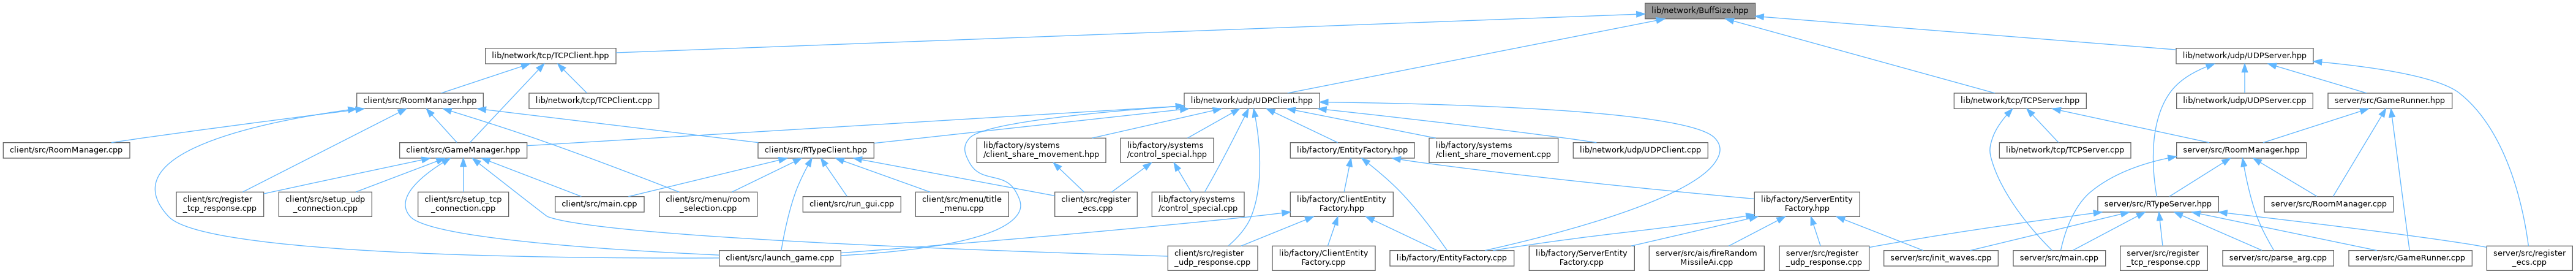 lib/network/BuffSize.hpp
lib/network/tcp/TCPClient.hpp
lib/network/udp/UDPServer.hpp
client/src/RoomManager.hpp
lib/network/tcp/TCPClient.cpp
lib/network/udp/UDPClient.hpp
lib/network/tcp/TCPServer.hpp
lib/network/udp/UDPServer.cpp
server/src/GameRunner.hpp
client/src/RoomManager.cpp
client/src/GameManager.hpp
client/src/RTypeClient.hpp
lib/factory/systems
/client_share_movement.hpp
lib/factory/systems
/control_special.hpp
lib/factory/EntityFactory.hpp
lib/factory/systems
/client_share_movement.cpp
lib/network/udp/UDPClient.cpp
lib/network/tcp/TCPServer.cpp
server/src/RoomManager.hpp
client/src/register
_tcp_response.cpp
client/src/setup_udp
_connection.cpp
client/src/setup_tcp
_connection.cpp
client/src/main.cpp
client/src/menu/room
_selection.cpp
client/src/run_gui.cpp
client/src/menu/title
_menu.cpp
client/src/register
_ecs.cpp
lib/factory/systems
/control_special.cpp
lib/factory/ClientEntity
Factory.hpp
lib/factory/ServerEntity
Factory.hpp
server/src/RTypeServer.hpp
server/src/RoomManager.cpp
client/src/launch_game.cpp
client/src/register
_udp_response.cpp
lib/factory/ClientEntity
Factory.cpp
lib/factory/EntityFactory.cpp
lib/factory/ServerEntity
Factory.cpp
server/src/ais/fireRandom
MissileAi.cpp
server/src/register
_udp_response.cpp
server/src/init_waves.cpp
server/src/main.cpp
server/src/register
_tcp_response.cpp
server/src/parse_arg.cpp
server/src/GameRunner.cpp
server/src/register
_ecs.cpp